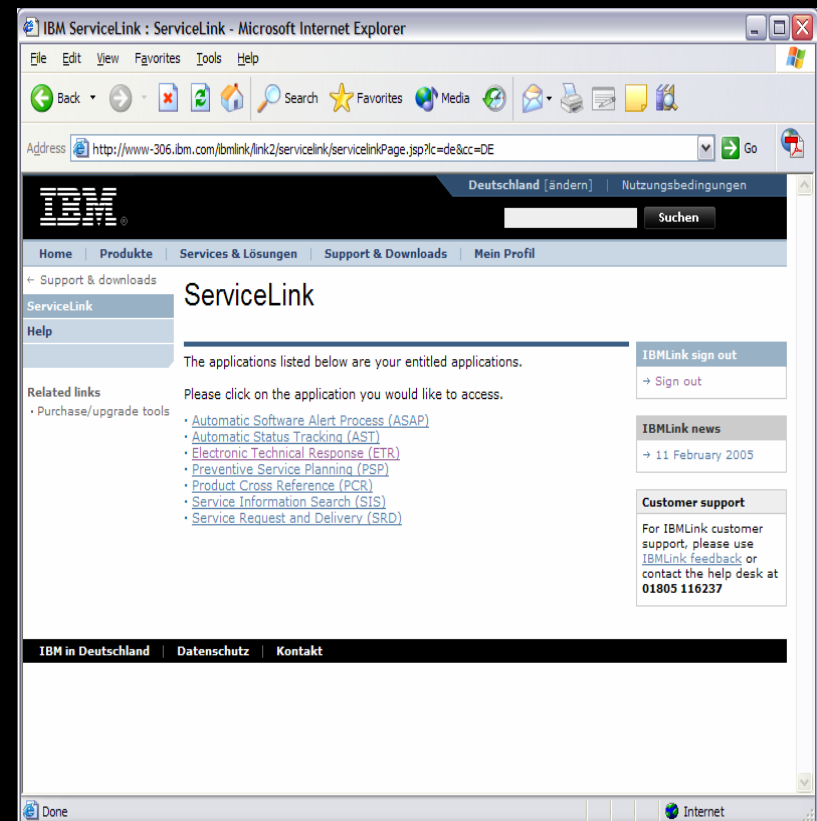 IBM ServiceLink : ServiceLink - Microsoft Internet Explorer
File Edit View Favorites Tools Help
Back Search Favorites Media
Address http://www-306.ibm.com/ibmlink/link2/servicelink/servicelinkPage.jsp?lc=de&cc=DE Go
Deutschland [ändern] | Nutzungsbedingungen
IBM®
Suchen
Home | Produkte | Services & Lösungen | Support & Downloads | Mein Profil
← Support & downloads
ServiceLink
Help
Related links
· Purchase/upgrade tools
ServiceLink
The applications listed below are your entitled applications.
Please click on the application you would like to access.
· Automatic Software Alert Process (ASAP)
· Automatic Status Tracking (AST)
· Electronic Technical Response (ETR)
· Preventive Service Planning (PSP)
· Product Cross Reference (PCR)
· Service Information Search (SIS)
· Service Request and Delivery (SRD)
IBMLink sign out
→ Sign out
IBMLink news
→ 11 February 2005
Customer support
For IBMLink customer
support, please use
IBMLink feedback or
contact the help desk at
01805 116237
IBM in Deutschland | Datenschutz | Kontakt
Done Internet